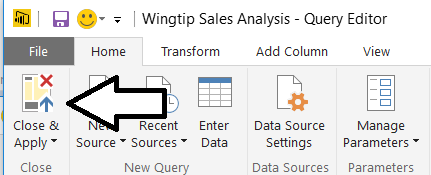 Wingtip Sales Analysis - Query Editor
File Home Transform Add Column View
Close & Apply
New Source
Recent Sources
Enter Data
Data Source Settings
Manage Parameters
Close New Query Data Sources Parameters